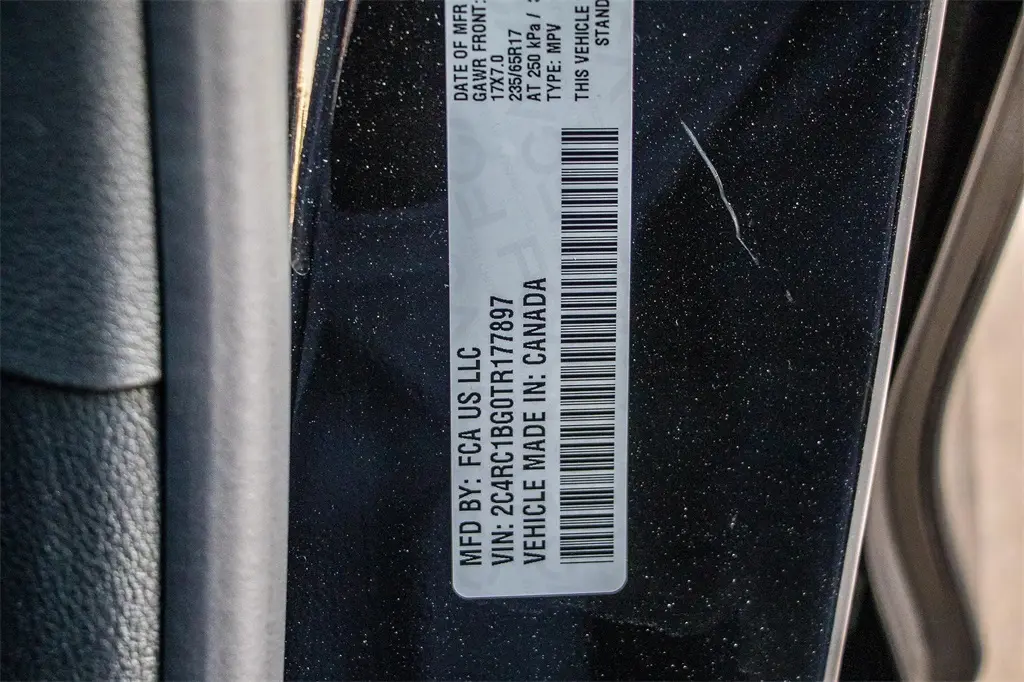 MFD BY: FCA US LLC
VIN: 2C4RC1BG0TR177897
VEHICLE MADE IN: CANADA
DATE OF MFR
GAWR FRONT:
17X7.0
235/65R17
AT 250 kPa /
TYPE: MPV
THIS VEHICLE
STAND